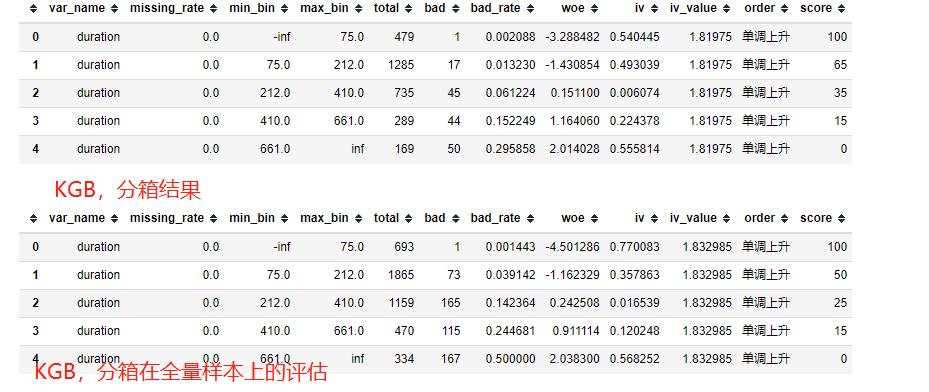 var_name missing_rate min_bin max_bin total bad bad_rate woe iv iv_value order score
0 duration 0.0 -inf 75.0 479 1 0.002088 -3.288482 0.540445 1.81975 单调上升 100
1 duration 0.0 75.0 212.0 1285 17 0.013230 -1.430854 0.493039 1.81975 单调上升 65
2 duration 0.0 212.0 410.0 735 45 0.061224 0.151100 0.006074 1.81975 单调上升 35
3 duration 0.0 410.0 661.0 289 44 0.152249 1.164060 0.224378 1.81975 单调上升 15
4 duration 0.0 661.0 inf 169 50 0.295858 2.014028 0.555814 1.81975 单调上升 0
KGB，分箱结果
var_name missing_rate min_bin max_bin total bad bad_rate woe iv iv_value order score
0 duration 0.0 -inf 75.0 693 1 0.001443 -4.501286 0.770083 1.832985 单调上升 100
1 duration 0.0 75.0 212.0 1865 73 0.039142 -1.162329 0.357863 1.832985 单调上升 50
2 duration 0.0 212.0 410.0 1159 165 0.142364 0.242508 0.016539 1.832985 单调上升 25
3 duration 0.0 410.0 661.0 470 115 0.244681 0.911114 0.120248 1.832985 单调上升 15
4 duration 0.0 661.0 inf 334 167 0.500000 2.038300 0.568252 1.832985 单调上升 0
KGB，分箱在全量样本上的评估